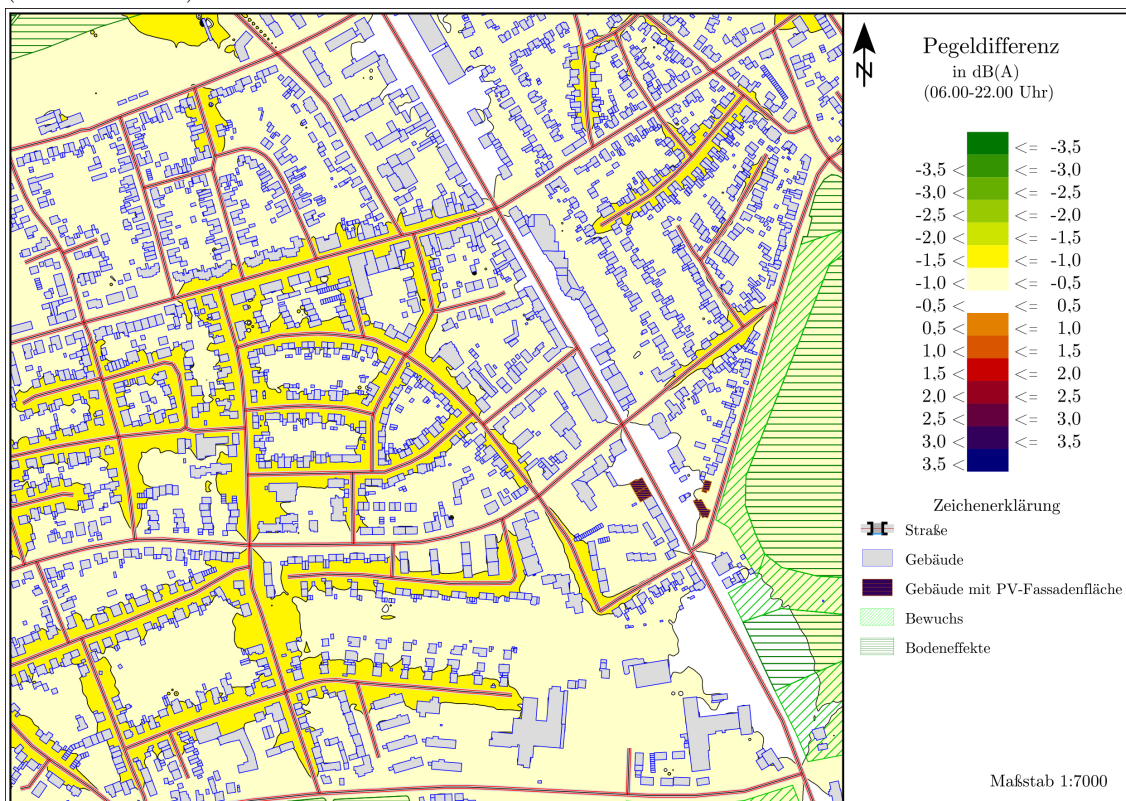 N
Pegeldifferenz
in dB(A)
(06.00-22.00 Uhr)
<= -3.5
-3.5 < <= -3.0
-3.0 < <= -2.5
-2.5 < <= -2.0
-2.0 < <= -1.5
-1.5 < <= -1.0
-1.0 < <= -0.5
-0.5 < <= 0.5
0.5 < <= 1.0
1.0 < <= 1.5
1.5 < <= 2.0
2.0 < <= 2.5
2.5 < <= 3.0
3.0 < <= 3.5
3.5 <
Zeichenerklärung
Straße
Gebäude
Gebäude mit PV-Fassadenfläche
Bewuchs
Bodeneffekte
Maßstab 1:7000